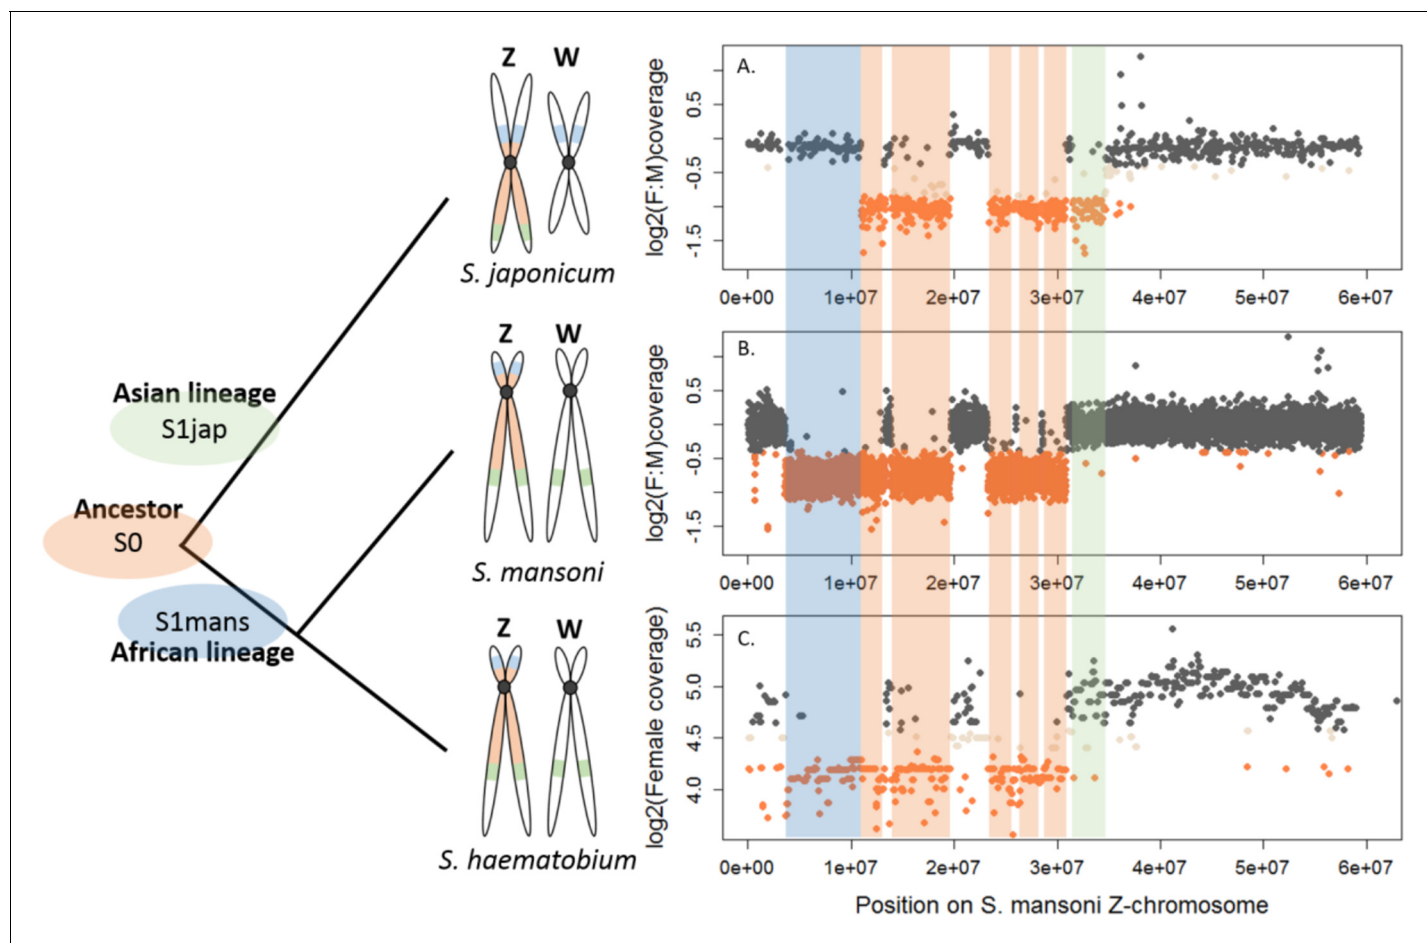 Asian lineage
S1jap
Ancestor
S0
S1mans
African lineage
Z W
S. japonicum
Z W
S. mansoni
Z W
S. haematobium
A.
log2(F:M)coverage
0.5
-0.5
-1.5
0e+00 1e+07 2e+07 3e+07 4e+07 5e+07 6e+07
B.
log2(F:M)coverage
0.5
-0.5
-1.5
0e+00 1e+07 2e+07 3e+07 4e+07 5e+07 6e+07
C.
log2(Female coverage)
5.5
5.0
4.5
4.0
0e+00 1e+07 2e+07 3e+07 4e+07 5e+07 6e+07
Position on S. mansoni Z-chromosome